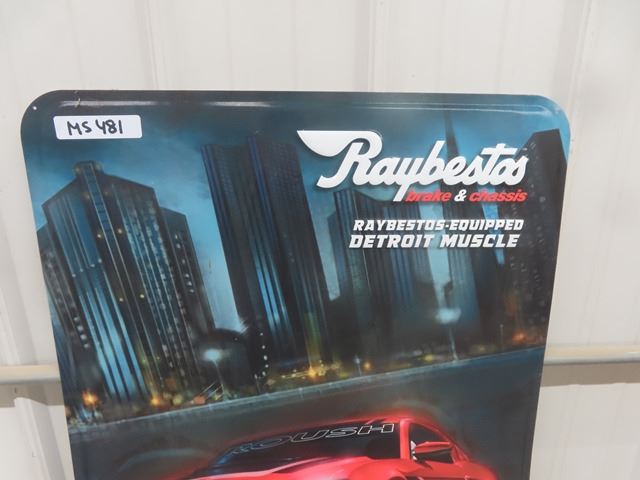 MS 481
Raybestos
brake & chassis
RAYBESTOS-EQUIPPED
DETROIT MUSCLE
ROUSH